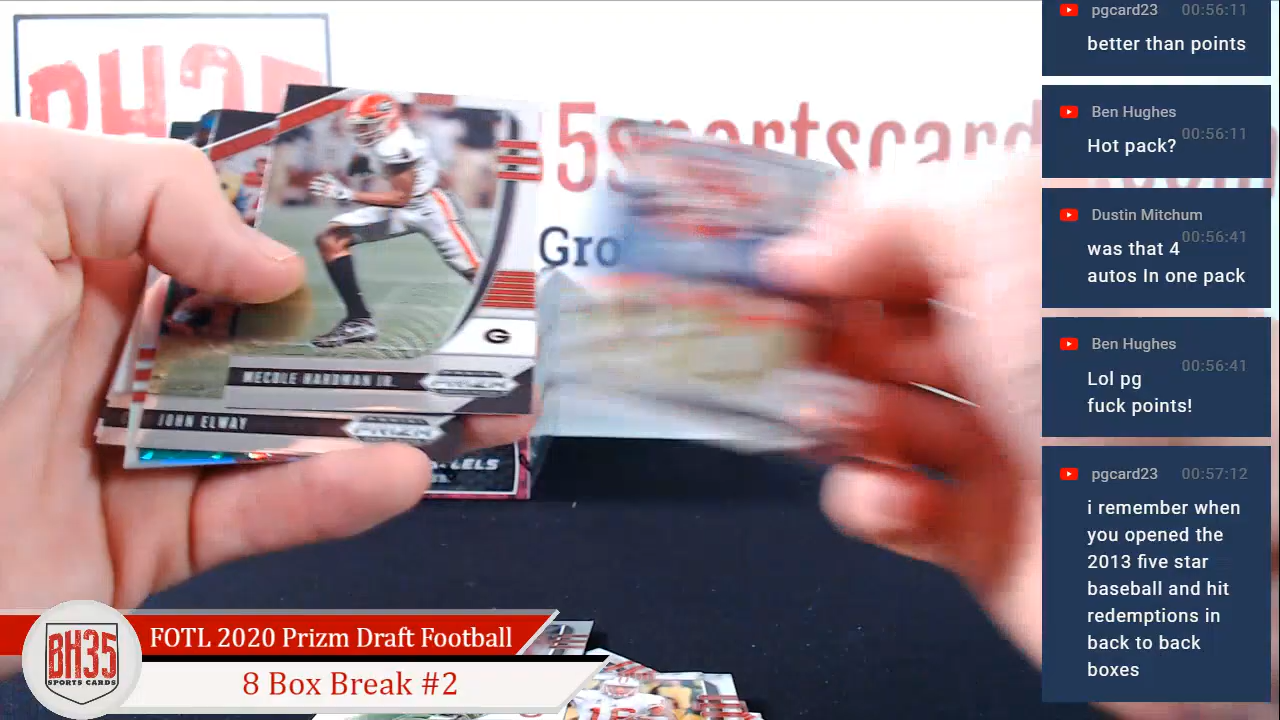 BH35
5sportscard
.com
Gro
G
MECOLE HARDMAN JR.
PRIZM
JOHN ELWAY
PANINI
PRIZM
BH35
SPORTS CARDS
FOTL 2020 Prizm Draft Football
8 Box Break #2
pgcard23 00:56:11
better than points
Ben Hughes
00:56:11
Hot pack?
Dustin Mitchum
00:56:41
was that 4
autos In one pack
Ben Hughes
00:56:41
Lol pg
fuck points!
pgcard23 00:57:12
i remember when
you opened the
2013 five star
baseball and hit
redemptions in
back to back
boxes